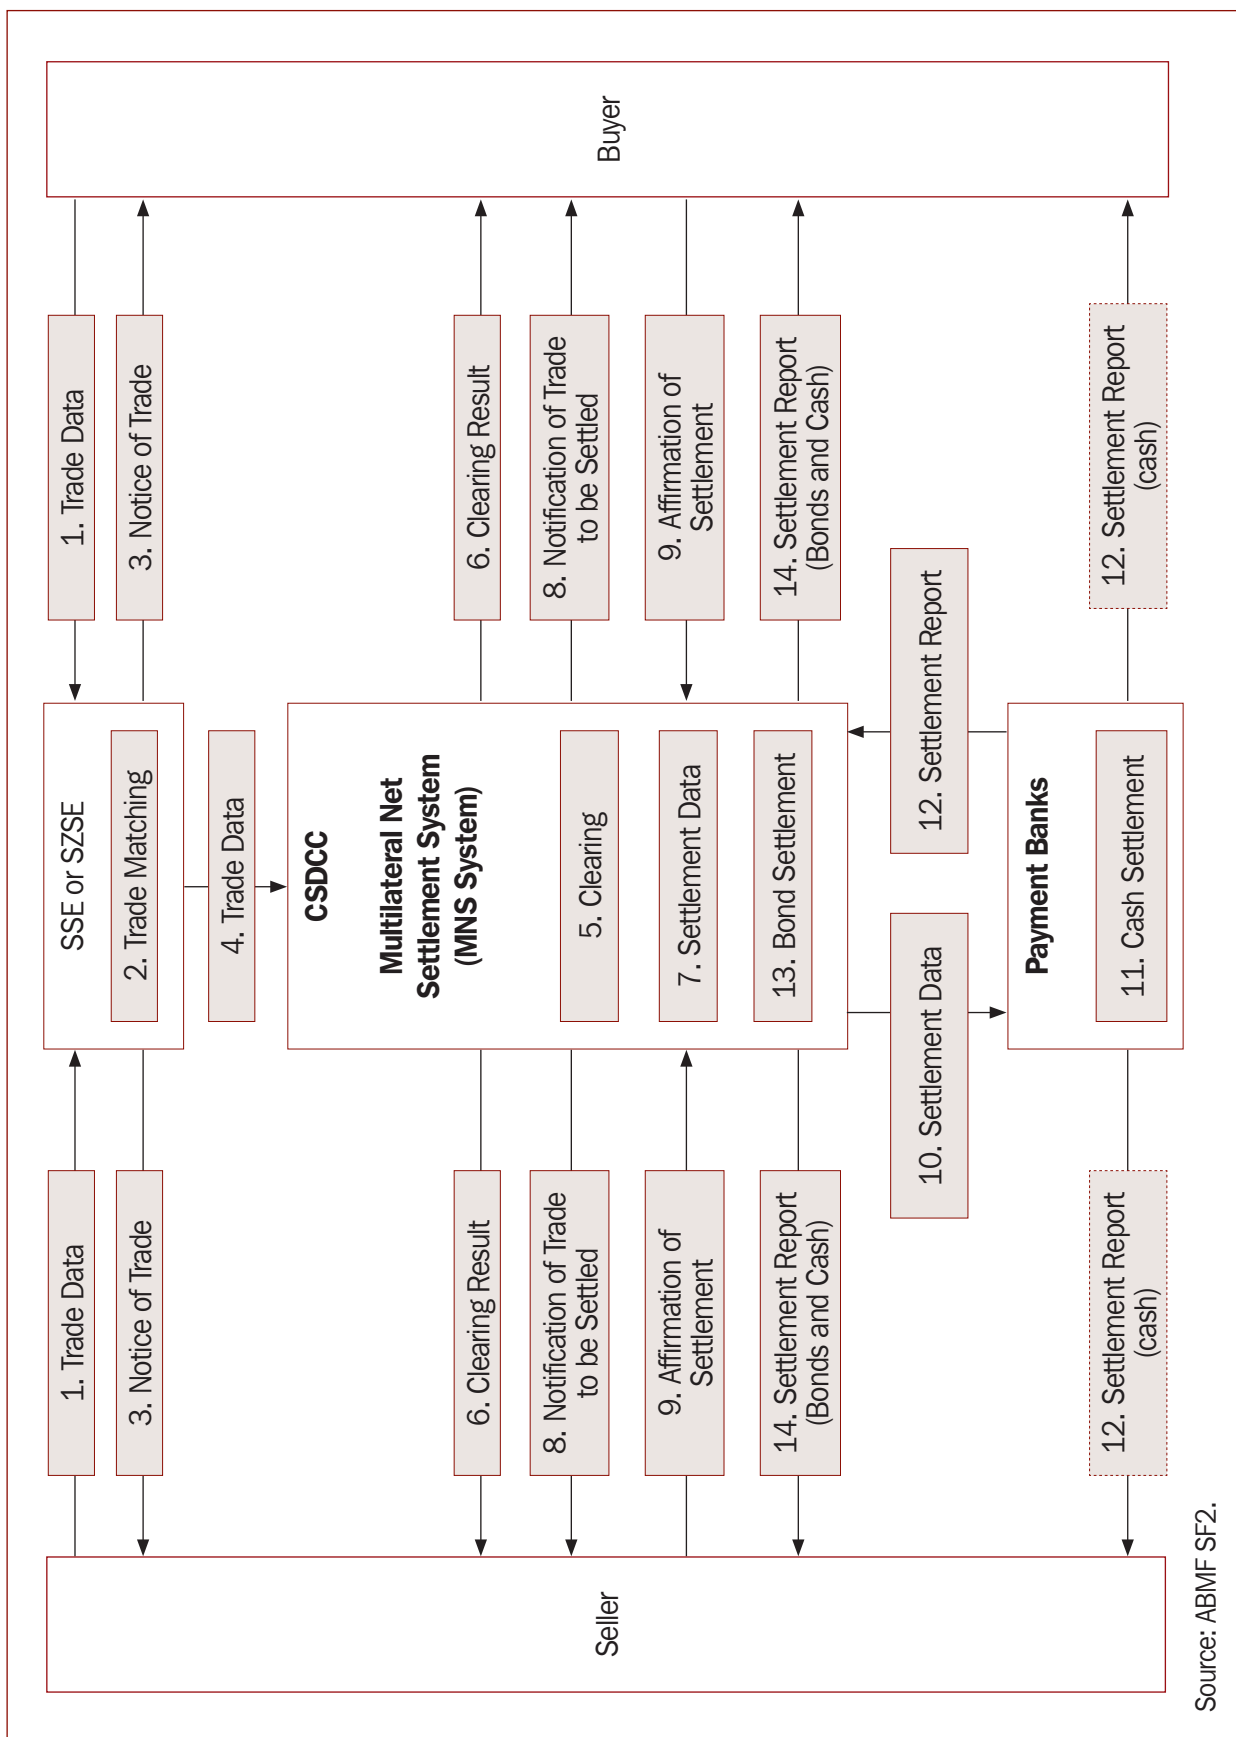 Seller
Buyer
SSE or SZSE
1. Trade Data
1. Trade Data
2. Trade Matching
3. Notice of Trade
3. Notice of Trade
4. Trade Data
CSDCC
Multilateral Net
Settlement System
(MNS System)
6. Clearing Result
6. Clearing Result
5. Clearing
8. Notification of Trade
to be Settled
8. Notification of Trade
to be Settled
9. Affirmation of
Settlement
7. Settlement Data
9. Affirmation of
Settlement
14. Settlement Report
(Bonds and Cash)
13. Bond Settlement
14. Settlement Report
(Bonds and Cash)
10. Settlement Data
12. Settlement Report
Payment Banks
12. Settlement Report
(cash)
11. Cash Settlement
12. Settlement Report
(cash)
Source: ABMF SF2.